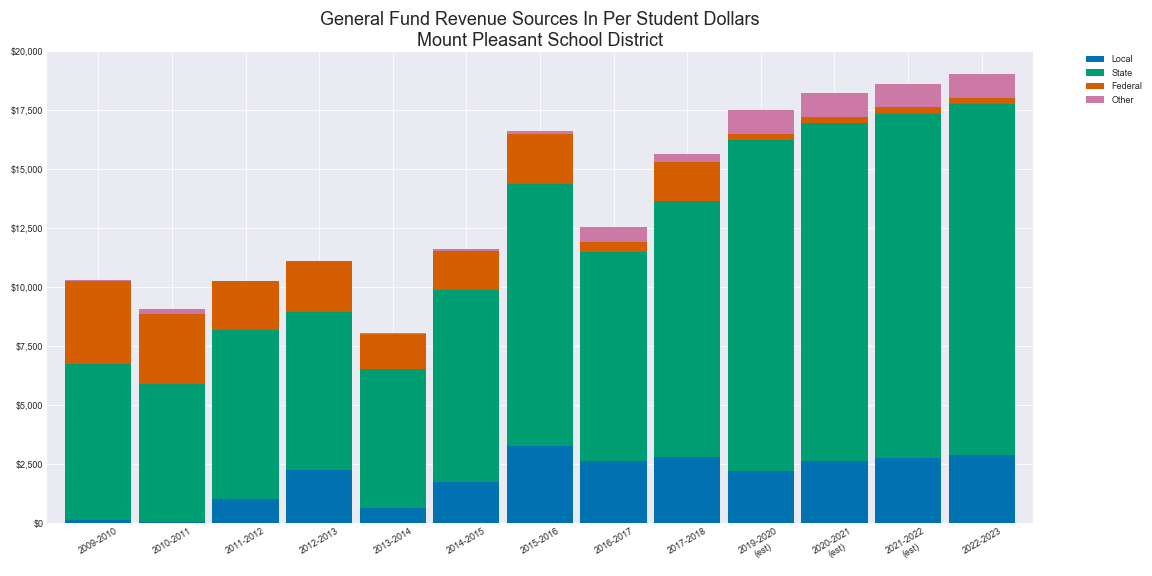 General Fund Revenue Sources In Per Student Dollars
Mount Pleasant School District
$20,000
$17,500
$15,000
$12,500
$10,000
$7,500
$5,000
$2,500
$0
2009-2010
2010-2011
2011-2012
2012-2013
2013-2014
2014-2015
2015-2016
2016-2017
2017-2018
2019-2020
(est)
2020-2021
(est)
2021-2022
(est)
2022-2023
Local
State
Federal
Other